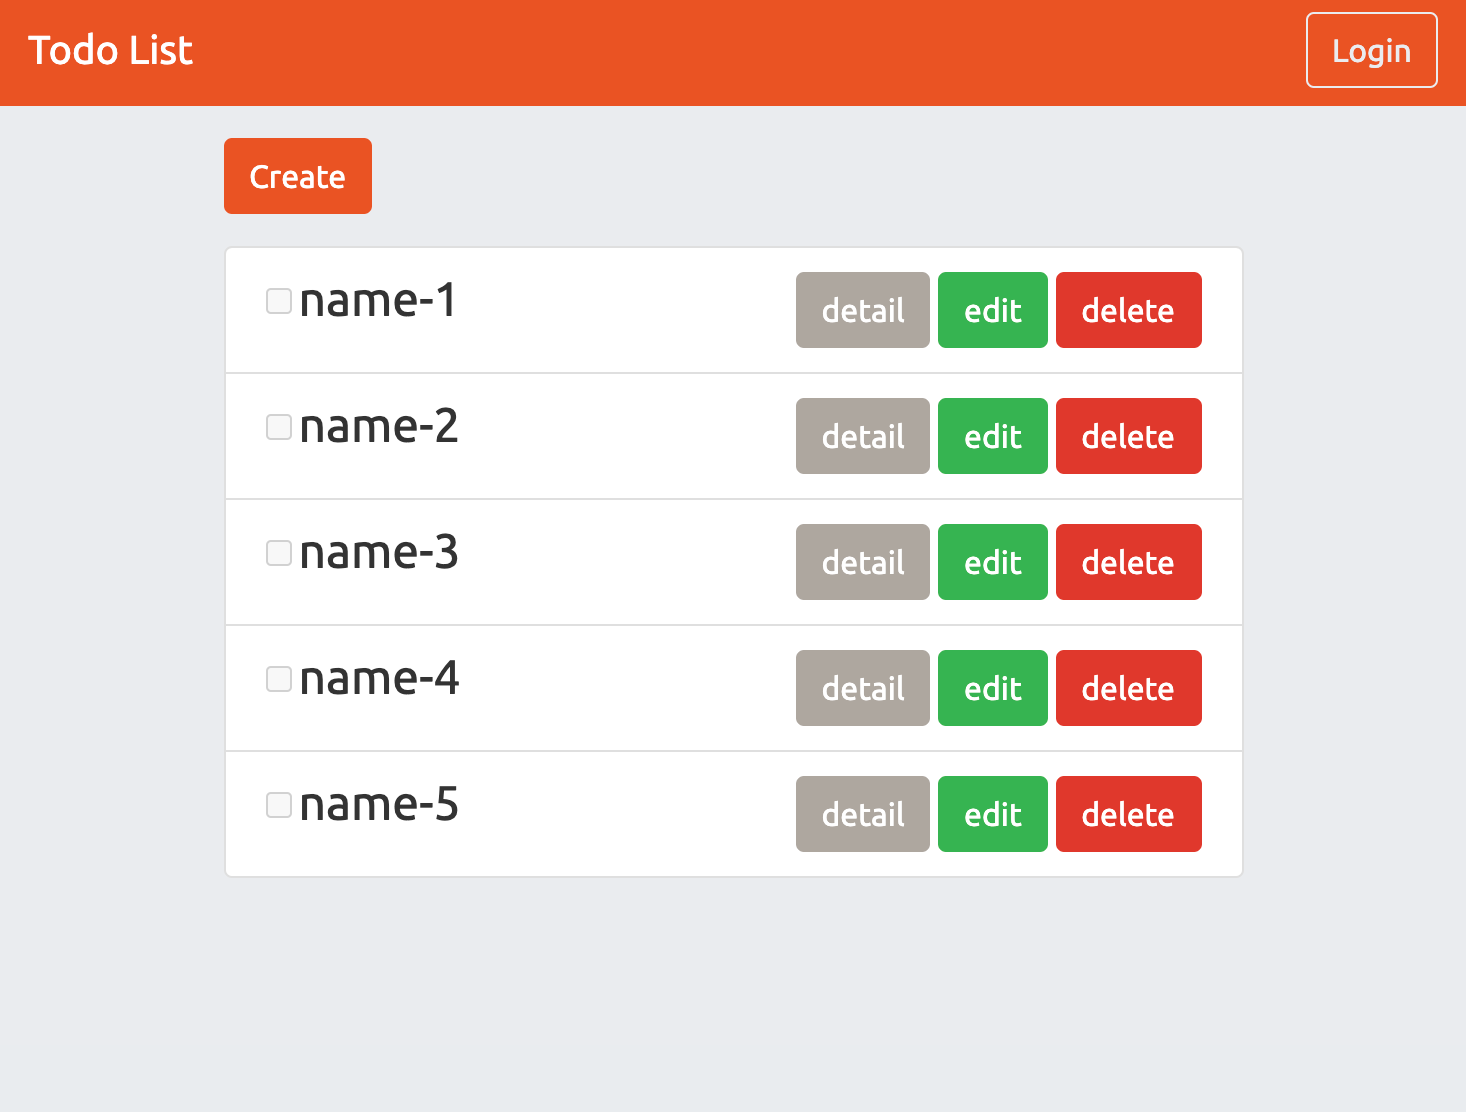 Todo List Login
Create
name-1 detail edit delete
name-2 detail edit delete
name-3 detail edit delete
name-4 detail edit delete
name-5 detail edit delete